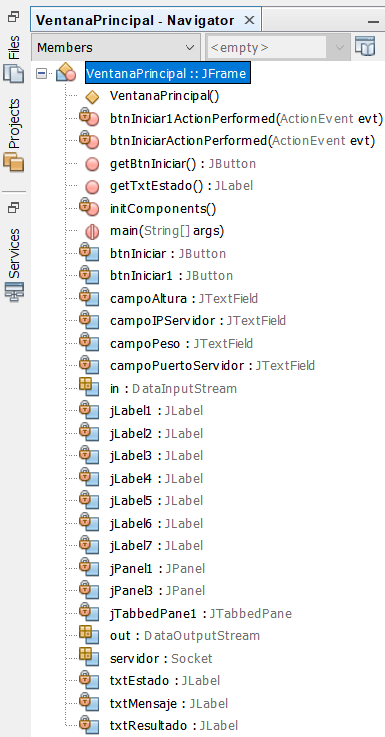 VentanaPrincipal - Navigator
Members
<empty>
Files
Projects
Services
VentanaPrincipal :: JFrame
VentanaPrincipal()
btnIniciar1ActionPerformed(ActionEvent evt)
btnIniciarActionPerformed(ActionEvent evt)
getBtnIniciar() : JButton
getTxtEstado() : JLabel
initComponents()
main(String[] args)
btnIniciar : JButton
btnIniciar1 : JButton
campoAltura : JTextField
campoIPServidor : JTextField
campoPeso : JTextField
campoPuertoServidor : JTextField
in : DataInputStream
jLabel1 : JLabel
jLabel2 : JLabel
jLabel3 : JLabel
jLabel4 : JLabel
jLabel5 : JLabel
jLabel6 : JLabel
jLabel7 : JLabel
jPanel1 : JPanel
jPanel3 : JPanel
jTabbedPane1 : JTabbedPane
out : DataOutputStream
servidor : Socket
txtEstado : JLabel
txtMensaje : JLabel
txtResultado : JLabel